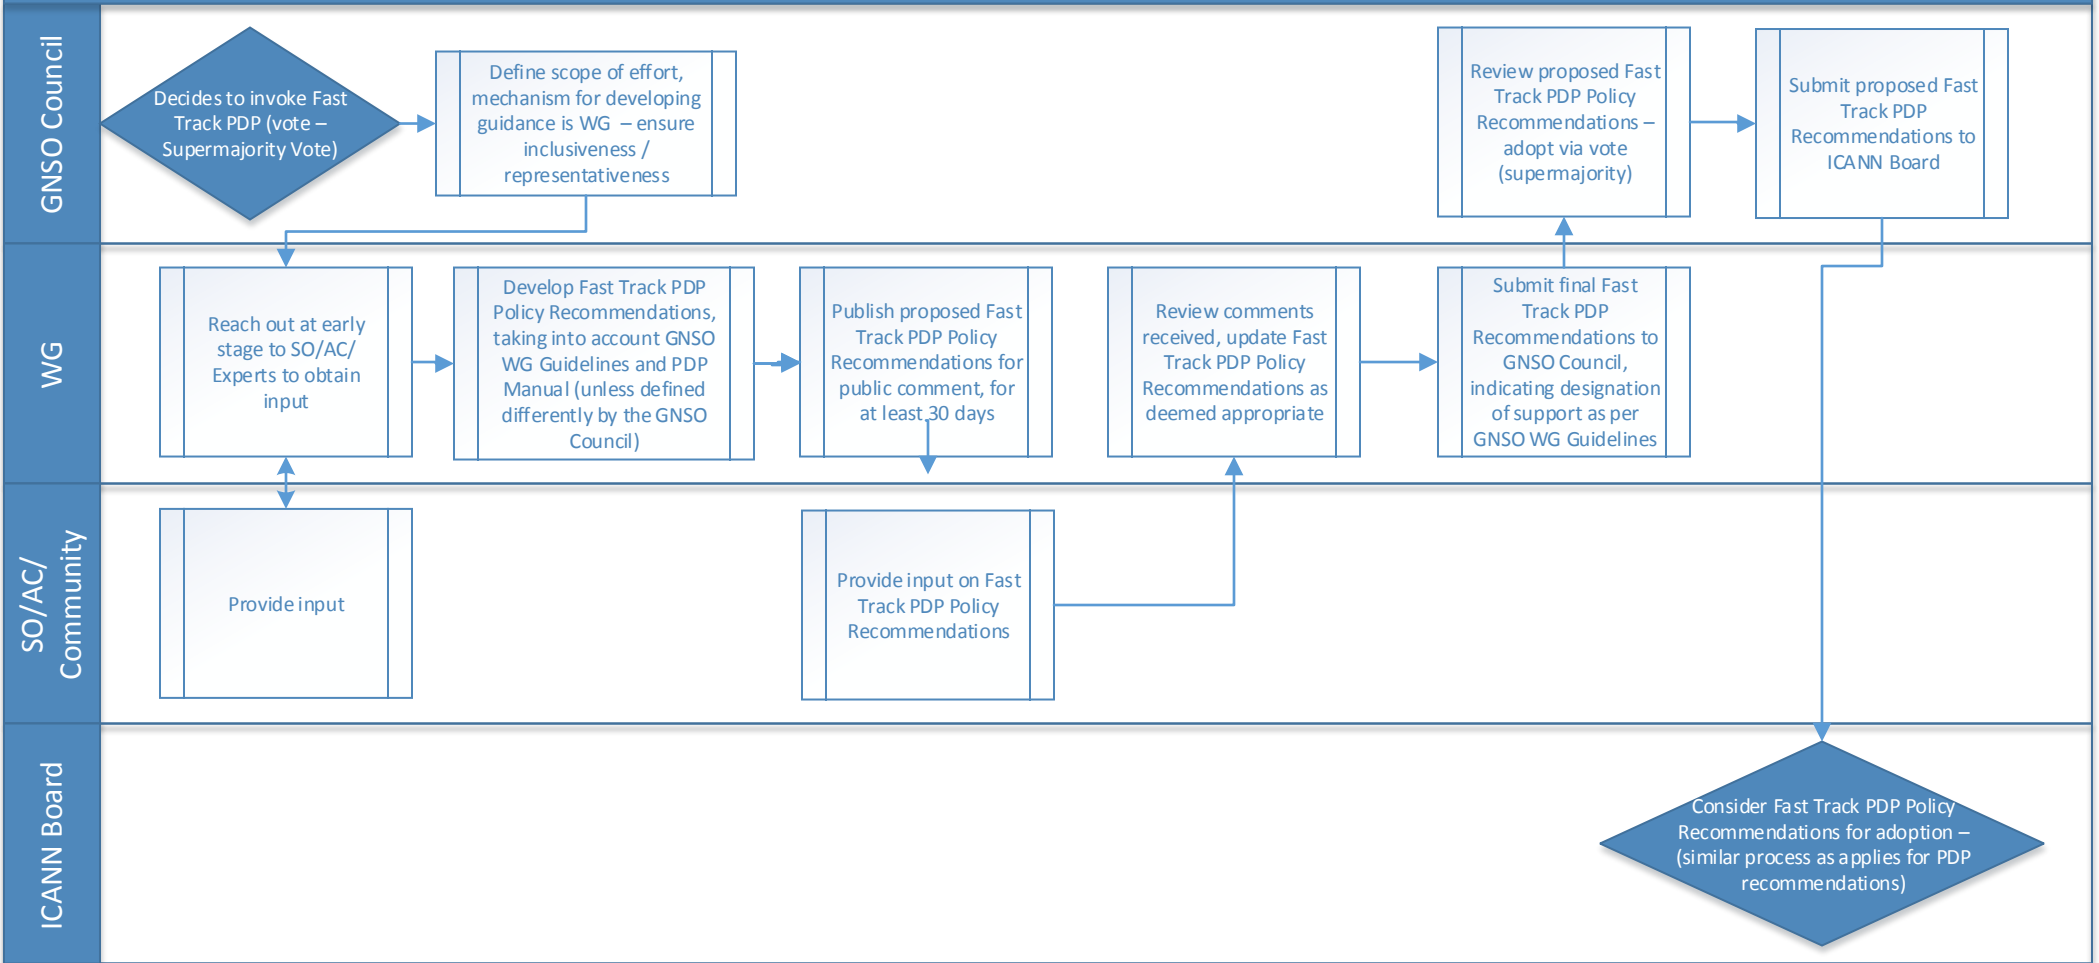 GNSO Council
Decides to invoke Fast
Track PDP (vote –
Supermajority Vote)
Define scope of effort,
mechanism for developing
guidance is WG – ensure
inclusiveness /
representativeness
Review proposed Fast
Track PDP Policy
Recommendations –
adopt via vote
(supermajority)
Submit proposed Fast
Track PDP
Recommendations to
ICANN Board
WG
Reach out at early
stage to SO/AC/
Experts to obtain
input
Develop Fast Track PDP
Policy Recommendations,
taking into account GNSO
WG Guidelines and PDP
Manual (unless defined
differently by the GNSO
Council)
Publish proposed Fast
Track PDP Policy
Recommendations for
public comment, for
at least 30 days
Review comments
received, update Fast
Track PDP Policy
Recommendations as
deemed appropriate
Submit final Fast
Track PDP
Recommendations to
GNSO Council,
indicating designation
of support as per
GNSO WG Guidelines
SO/AC/
Community
Provide input
Provide input on Fast
Track PDP Policy
Recommendations
ICANN Board
Consider Fast Track PDP Policy
Recommendations for adoption –
(similar process as applies for PDP
recommendations)